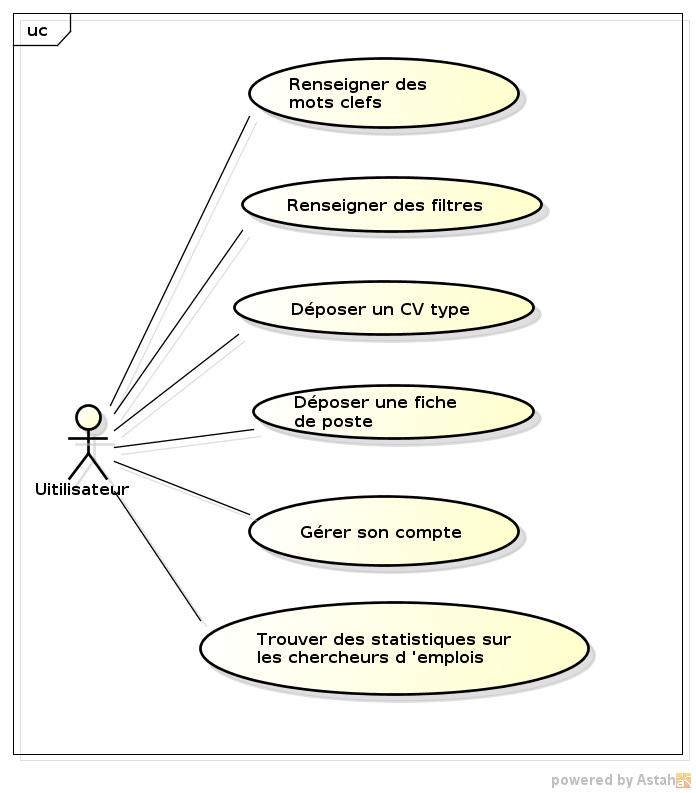 uc
Renseigner des
mots clefs
Renseigner des filtres
Déposer un CV type
Déposer une fiche
de poste
Uitilisateur
Gérer son compte
Trouver des statistiques sur
les chercheurs d 'emplois
powered by Astah